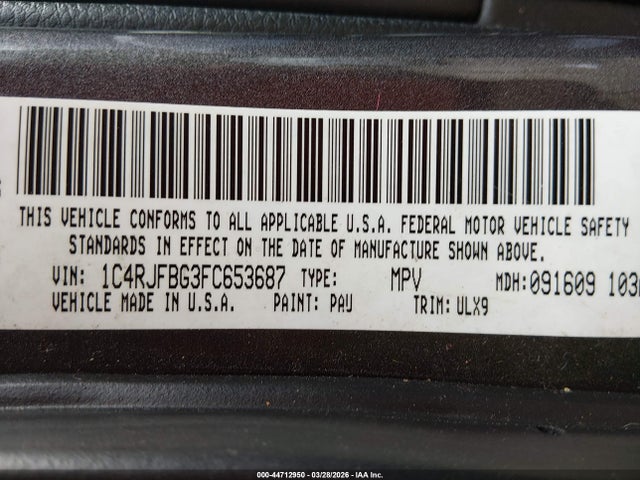 THIS VEHICLE CONFORMS TO ALL APPLICABLE U.S.A. FEDERAL MOTOR VEHICLE SAFETY
STANDARDS IN EFFECT ON THE DATE OF MANUFACTURE SHOWN ABOVE.
VIN: 1C4RJFBG3FC653687 TYPE: MPV MDH:091609 103
VEHICLE MADE IN U.S.A. PAINT: PAU TRIM:ULX9
000-44712950 | 03/28/2026 - IAA Inc.